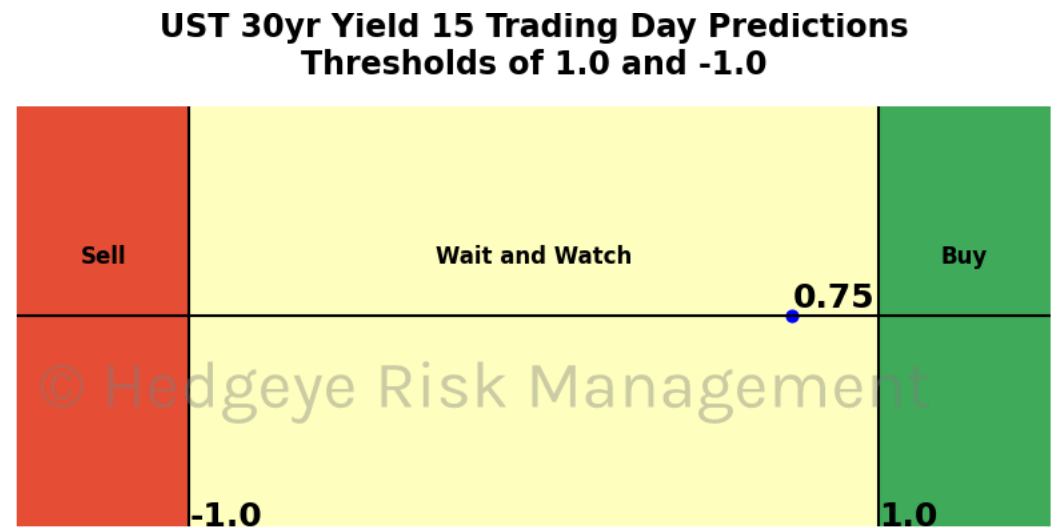 UST 30yr Yield 15 Trading Day Predictions
Thresholds of 1.0 and -1.0
Sell
Wait and Watch
Buy
0.75
© Hedgeye Risk Management
-1.0
1.0